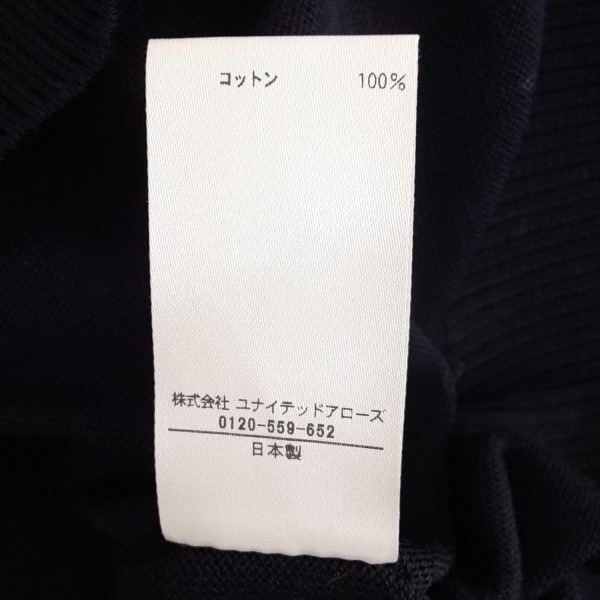 コットン 100%
株式会社 ユナイテッドアローズ
0120-559-652
日本製